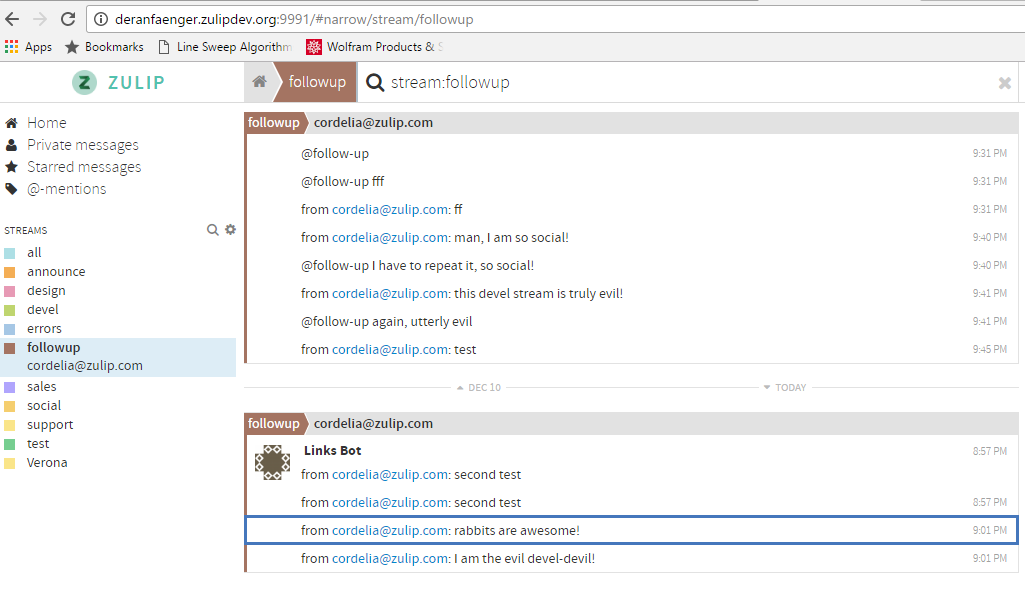 deranfaenger.zulipdev.org:9991/#narrow/stream/followup
Apps Bookmarks Line Sweep Algorithm Wolfram Products & S
ZULIP followup stream:followup
Home
Private messages
Starred messages
@-mentions
STREAMS
all
announce
design
devel
errors
followup
cordelia@zulip.com
sales
social
support
test
Verona
followup cordelia@zulip.com
@follow-up 9:31 PM
@follow-up fff 9:31 PM
from cordelia@zulip.com: ff 9:31 PM
from cordelia@zulip.com: man, I am so social! 9:40 PM
@follow-up I have to repeat it, so social! 9:40 PM
from cordelia@zulip.com: this devel stream is truly evil! 9:41 PM
@follow-up again, utterly evil 9:41 PM
from cordelia@zulip.com: test 9:45 PM
DEC 10 TODAY
followup cordelia@zulip.com
Links Bot 8:57 PM
from cordelia@zulip.com: second test
from cordelia@zulip.com: second test 8:57 PM
from cordelia@zulip.com: rabbits are awesome! 9:01 PM
from cordelia@zulip.com: I am the evil devel-devil! 9:01 PM